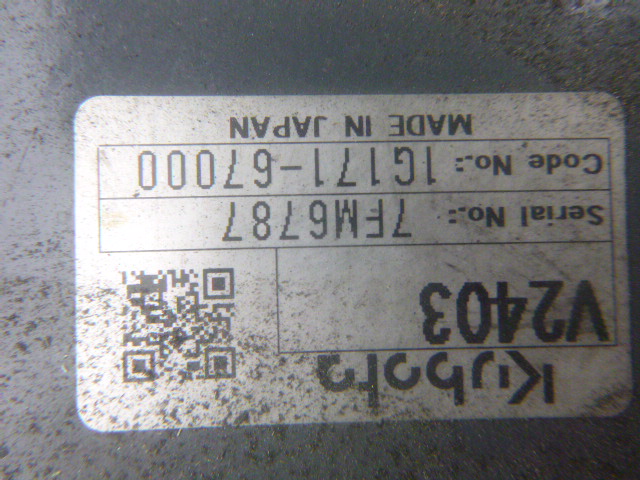 Kubota
V2403
Serial No.: 7FM6787
Code No.: 1G171-67000
MADE IN JAPAN